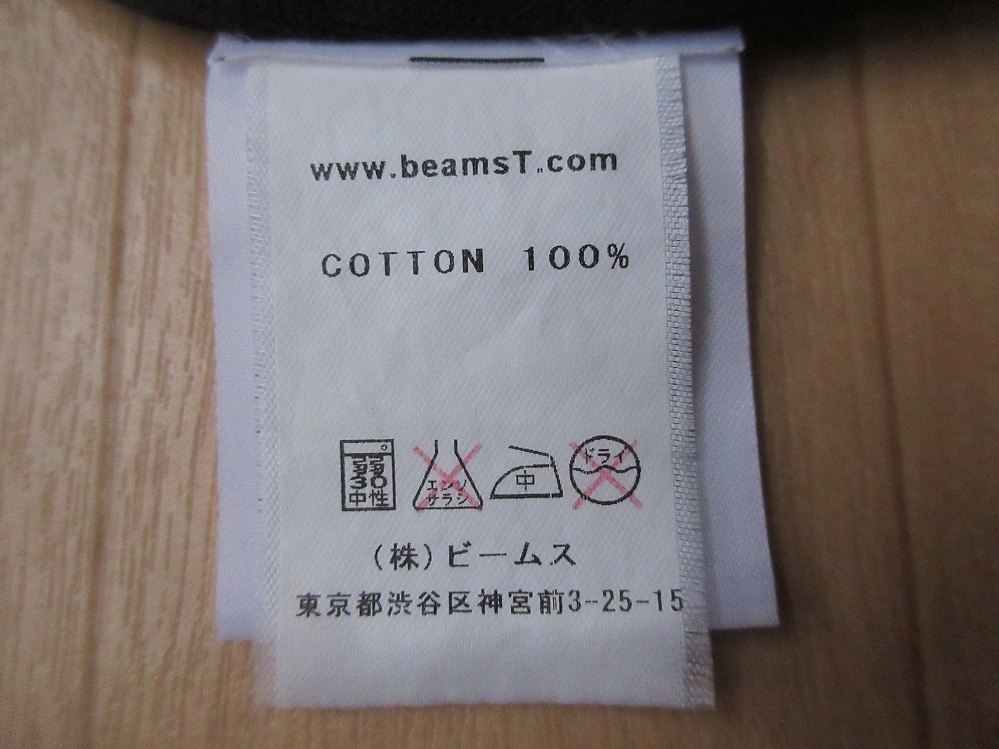 www.beamsT.com
COTTON 100%
弱 30 中性 エンソ サラシ 中 ドライ
(株)ビームス
東京都渋谷区神宮前3-25-15